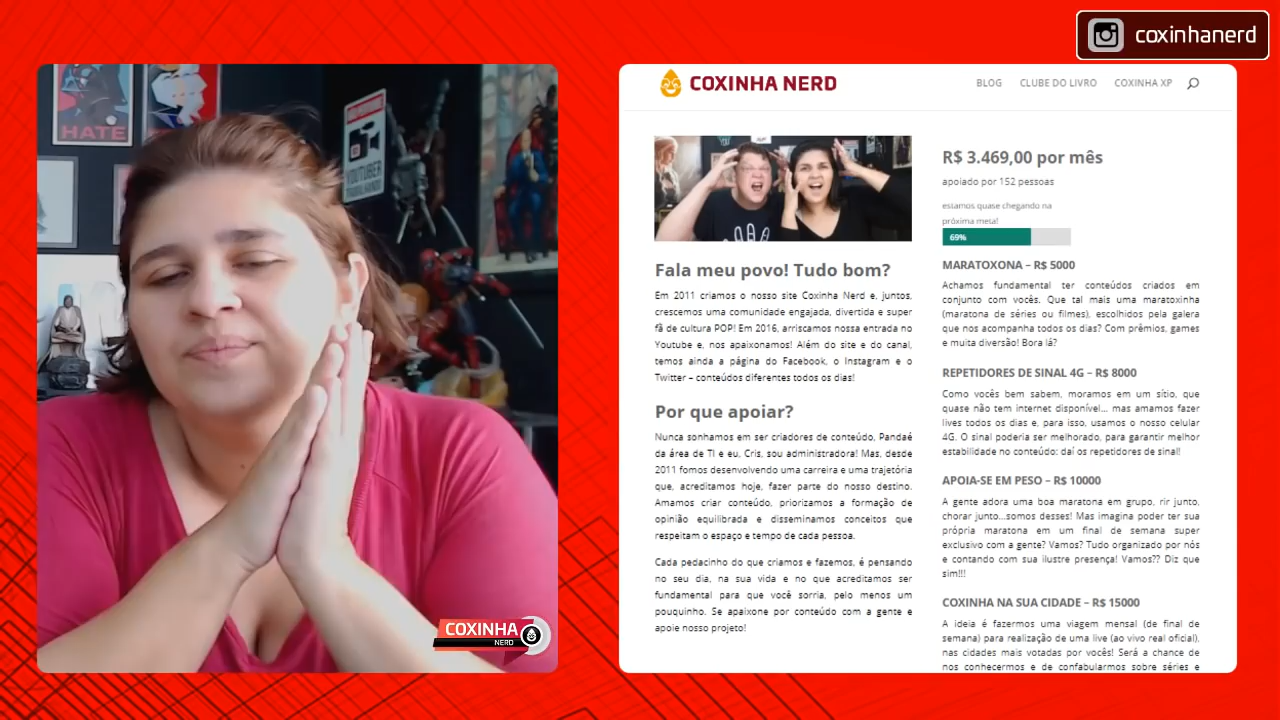 coxinhanerd
HATE
YOUTUBER
COXINHA
NERD
COXINHA NERD
BLOG
CLUBE DO LIVRO
COXINHA XP
Fala meu povo! Tudo bom?
Em 2011 criamos o nosso site Coxinha Nerd e, juntos,
crescemos uma comunidade engajada, divertida e super
fã de cultura POP! Em 2016, arriscamos nossa entrada no
Youtube e, nos apaixonamos! Além do site e do canal,
temos ainda a página do Facebook, o Instagram e o
Twitter – conteúdos diferentes todos os dias!
Por que apoiar?
Nunca sonhamos em ser criadores de conteúdo, Pandaé
da área de TI e eu, Cris, sou administradora! Mas, desde
2011 fomos desenvolvendo uma carreira e uma trajetória
que, acreditamos hoje, fazer parte do nosso destino.
Amamos criar conteúdo, priorizamos a formação de
opinião equilibrada e disseminamos conceitos que
respeitam o espaço e tempo de cada pessoa.
Cada pedacinho do que criamos e fazemos, é pensando
no seu dia, na sua vida e no que acreditamos ser
fundamental para que você sorria, pelo menos um
pouquinho. Se apaixone por conteúdo com a gente e
apoie nosso projeto!
R$ 3.469,00 por mês
apoiado por 152 pessoas
estamos quase chegando na
próxima meta!
69%
MARATOXONA – R$ 5000
Achamos fundamental ter conteúdos criados em
conjunto com vocês. Que tal mais uma maratoxinha
(maratona de séries ou filmes), escolhidos pela galera
que nos acompanha todos os dias? Com prêmios, games
e muita diversão! Bora lá?
REPETIDORES DE SINAL 4G – R$ 8000
Como vocês bem sabem, moramos em um sítio, que
quase não tem internet disponível... mas amamos fazer
lives todos os dias e, para isso, usamos o nosso celular
4G. O sinal poderia ser melhorado, para garantir melhor
estabilidade no conteúdo: daí os repetidores de sinal!
APOIA-SE EM PESO – R$ 10000
A gente adora uma boa maratona em grupo, rir junto,
chorar junto...somos desses! Mas imagina poder ter sua
própria maratona em um final de semana super
exclusivo com a gente? Vamos? Tudo organizado por nós
e contando com sua ilustre presença! Vamos?? Diz que
sim!!!
COXINHA NA SUA CIDADE – R$ 15000
A ideia é fazermos uma viagem mensal (de final de
semana) para realização de uma live (ao vivo real oficial),
nas cidades mais votadas por vocês! Será a chance de
nos conhecermos e de confabularmos sobre séries e